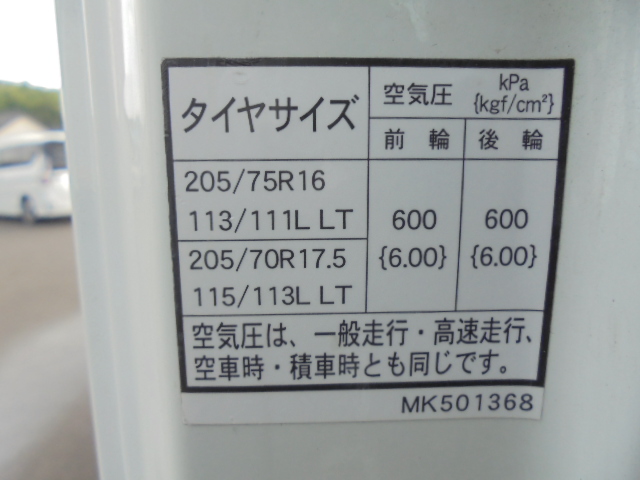 タイヤサイズ
空気圧 kPa
{kgf/cm²}
前輪 後輪
205/75R16
113/111L LT
600 600
{6.00} {6.00}
205/70R17.5
115/113L LT
空気圧は、一般走行・高速走行、
空車時・積車時とも同じです。
MK501368